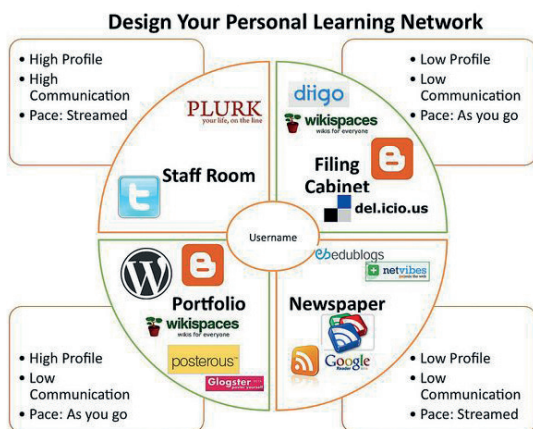 Design Your Personal Learning Network
• High Profile
• High
Communication
• Pace: Streamed
• Low Profile
• Low
Communication
• Pace: As you go
PLURK
your life, on the line
Staff Room
diigo
wikispaces
wikis for everyone
Filing
Cabinet
del.icio.us
Username
Portfolio
wikispaces
wikis for everyone
posterous
Glogster
edublogs
netvibes
Newspaper
Google
Reader
• High Profile
• Low
Communication
• Pace: As you go
• Low Profile
• Low
Communication
• Pace: Streamed